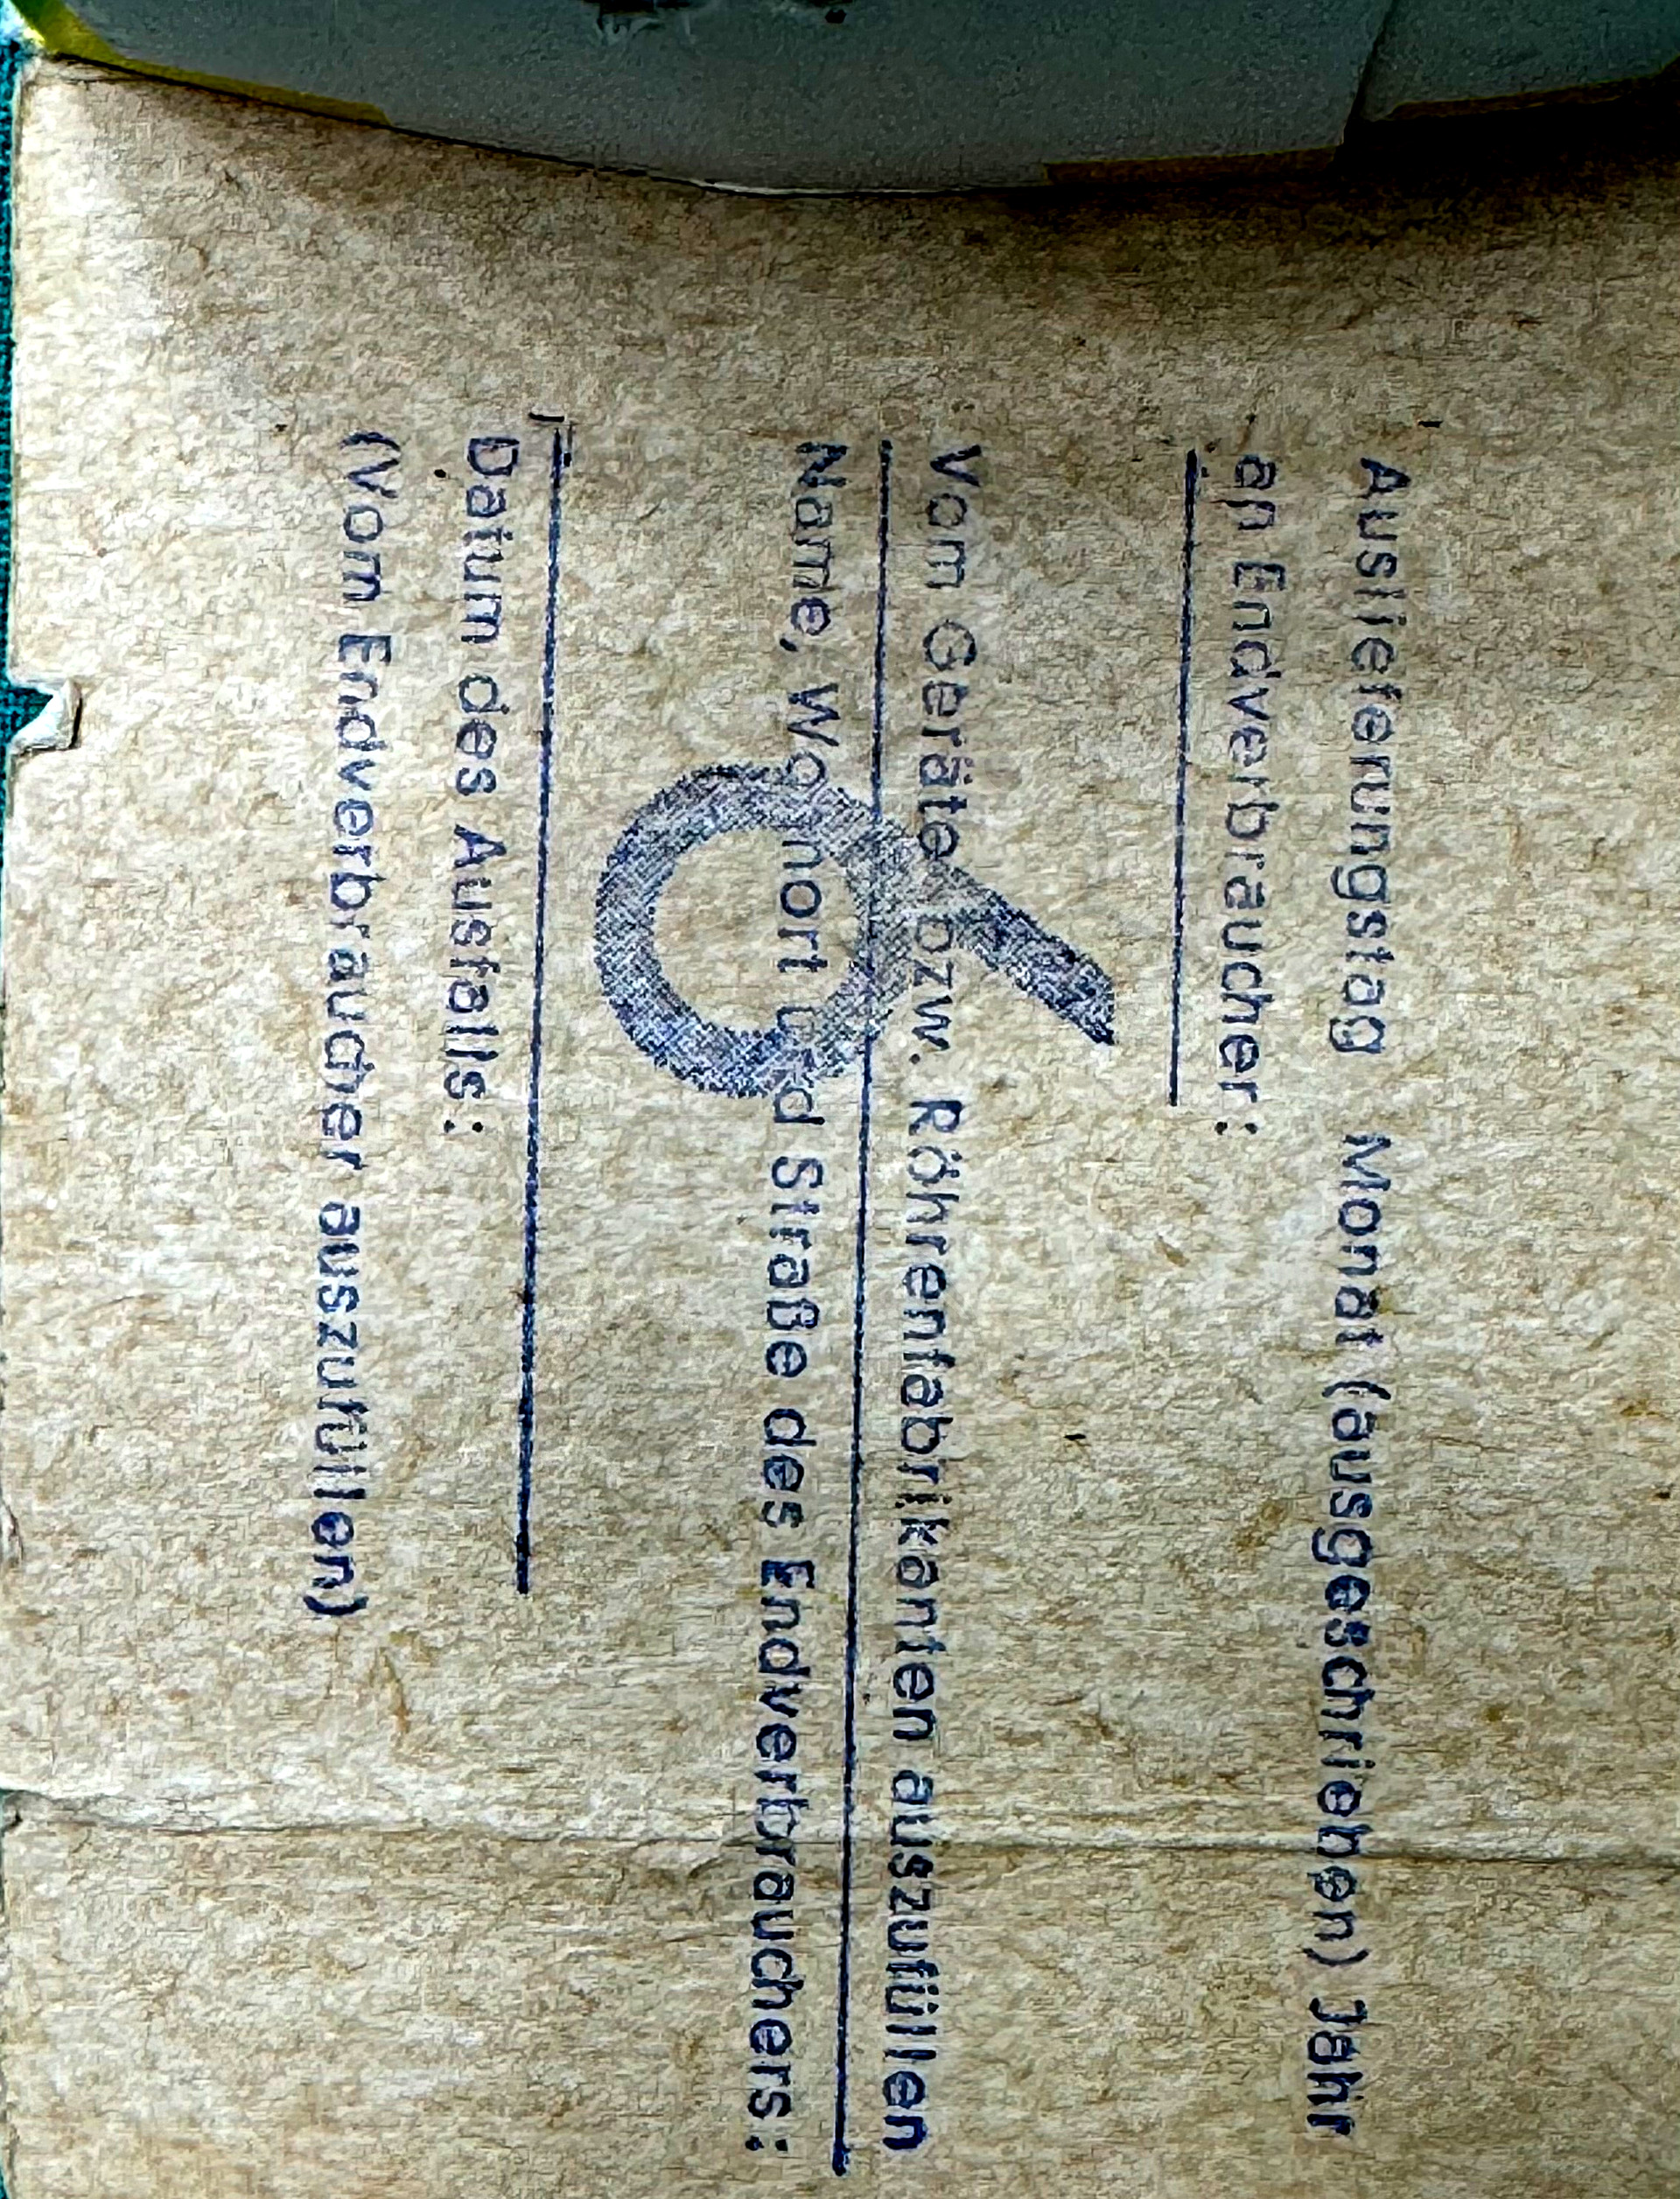 Auslieferungstag Monat (ausgeschrieben) Jahr
an Endverbraucher:
Vom Geräte bzw. Röhrenfabrikanten auszufüllen
6
Name, Wohnort und Straße des Endverbrauchers:
Datum des Ausfalls:
(Vom Endverbraucher auszufüllen)